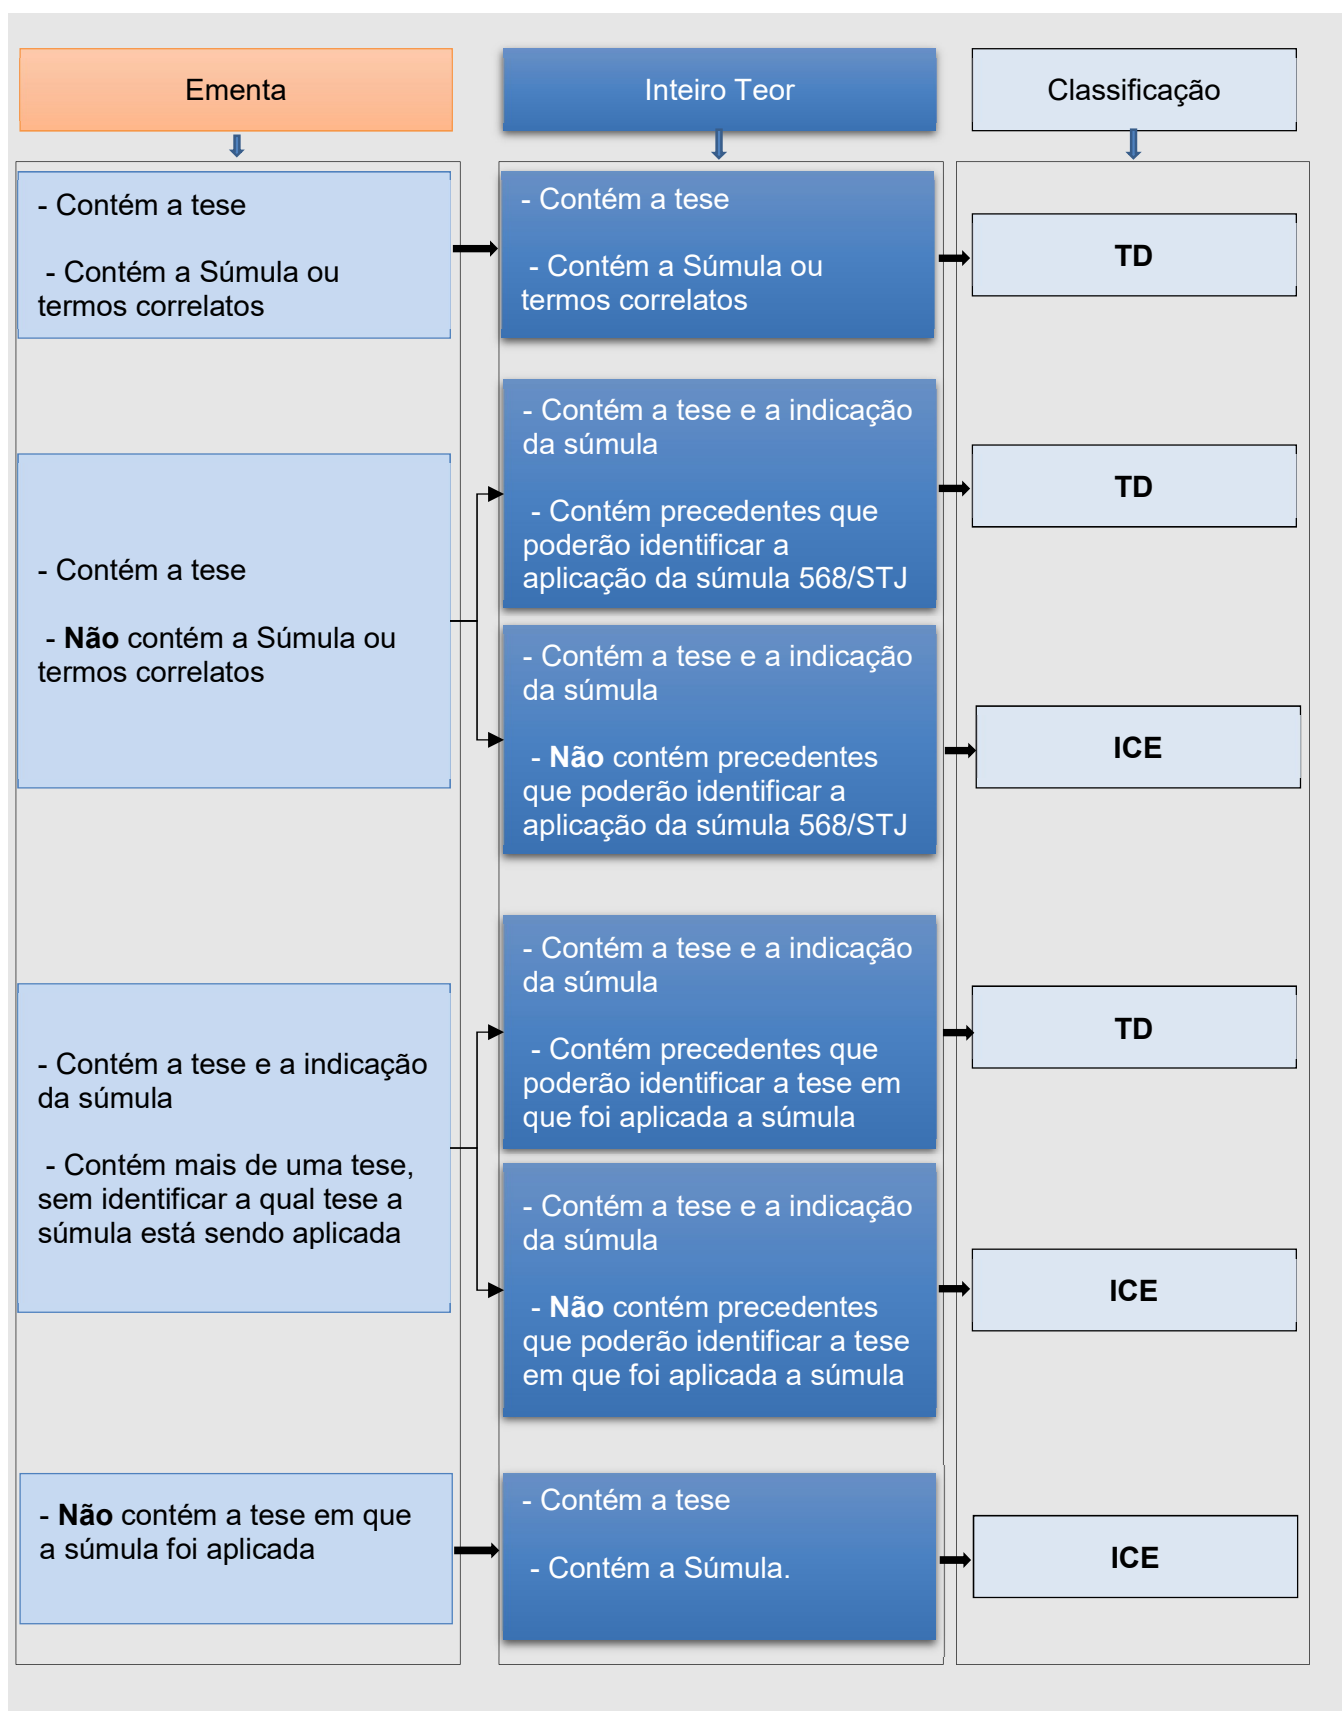 Ementa
Inteiro Teor
Classificação
- Contém a tese
- Contém a Súmula ou
termos correlatos
- Contém a tese
- Contém a Súmula ou
termos correlatos
TD
- Contém a tese
- Não contém a Súmula ou
termos correlatos
- Contém a tese e a indicação
da súmula
- Contém precedentes que
poderão identificar a
aplicação da súmula 568/STJ
TD
- Contém a tese e a indicação
da súmula
- Não contém precedentes
que poderão identificar a
aplicação da súmula 568/STJ
ICE
- Contém a tese e a indicação
da súmula
- Contém mais de uma tese,
sem identificar a qual tese a
súmula está sendo aplicada
- Contém a tese e a indicação
da súmula
- Contém precedentes que
poderão identificar a tese em
que foi aplicada a súmula
TD
- Contém a tese e a indicação
da súmula
- Não contém precedentes
que poderão identificar a tese
em que foi aplicada a súmula
ICE
- Não contém a tese em que
a súmula foi aplicada
- Contém a tese
- Contém a Súmula.
ICE